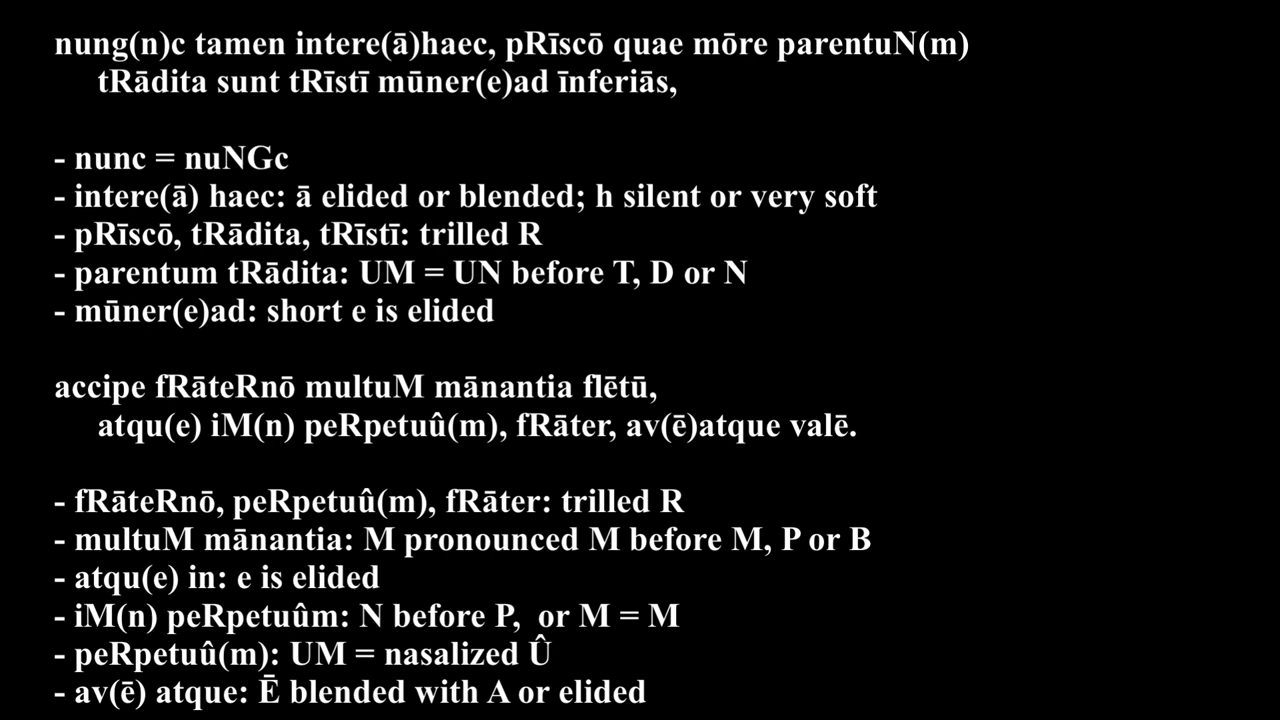 nung(n)c tamen intere(ā)haec, pRīscō quae mōre parentuN(m)
tRādita sunt tRīstī mūner(e)ad īnferiās,
- nunc = nuNGc
- intere(ā) haec: ā elided or blended; h silent or very soft
- pRīscō, tRādita, tRīstī: trilled R
- parentum tRādita: UM = UN before T, D or N
- mūner(e)ad: short e is elided
accipe fRāteRnō multuM mānantia flētū,
atqu(e) iM(n) peRpetuû(m), fRāter, av(ē)atque valē.
- fRāteRnō, peRpetuû(m), fRāter: trilled R
- multuM mānantia: M pronounced M before M, P or B
- atqu(e) in: e is elided
- iM(n) peRpetuûm: N before P,  or M = M
- peRpetuû(m): UM = nasalized Û
- av(ē) atque: Ē blended with A or elided